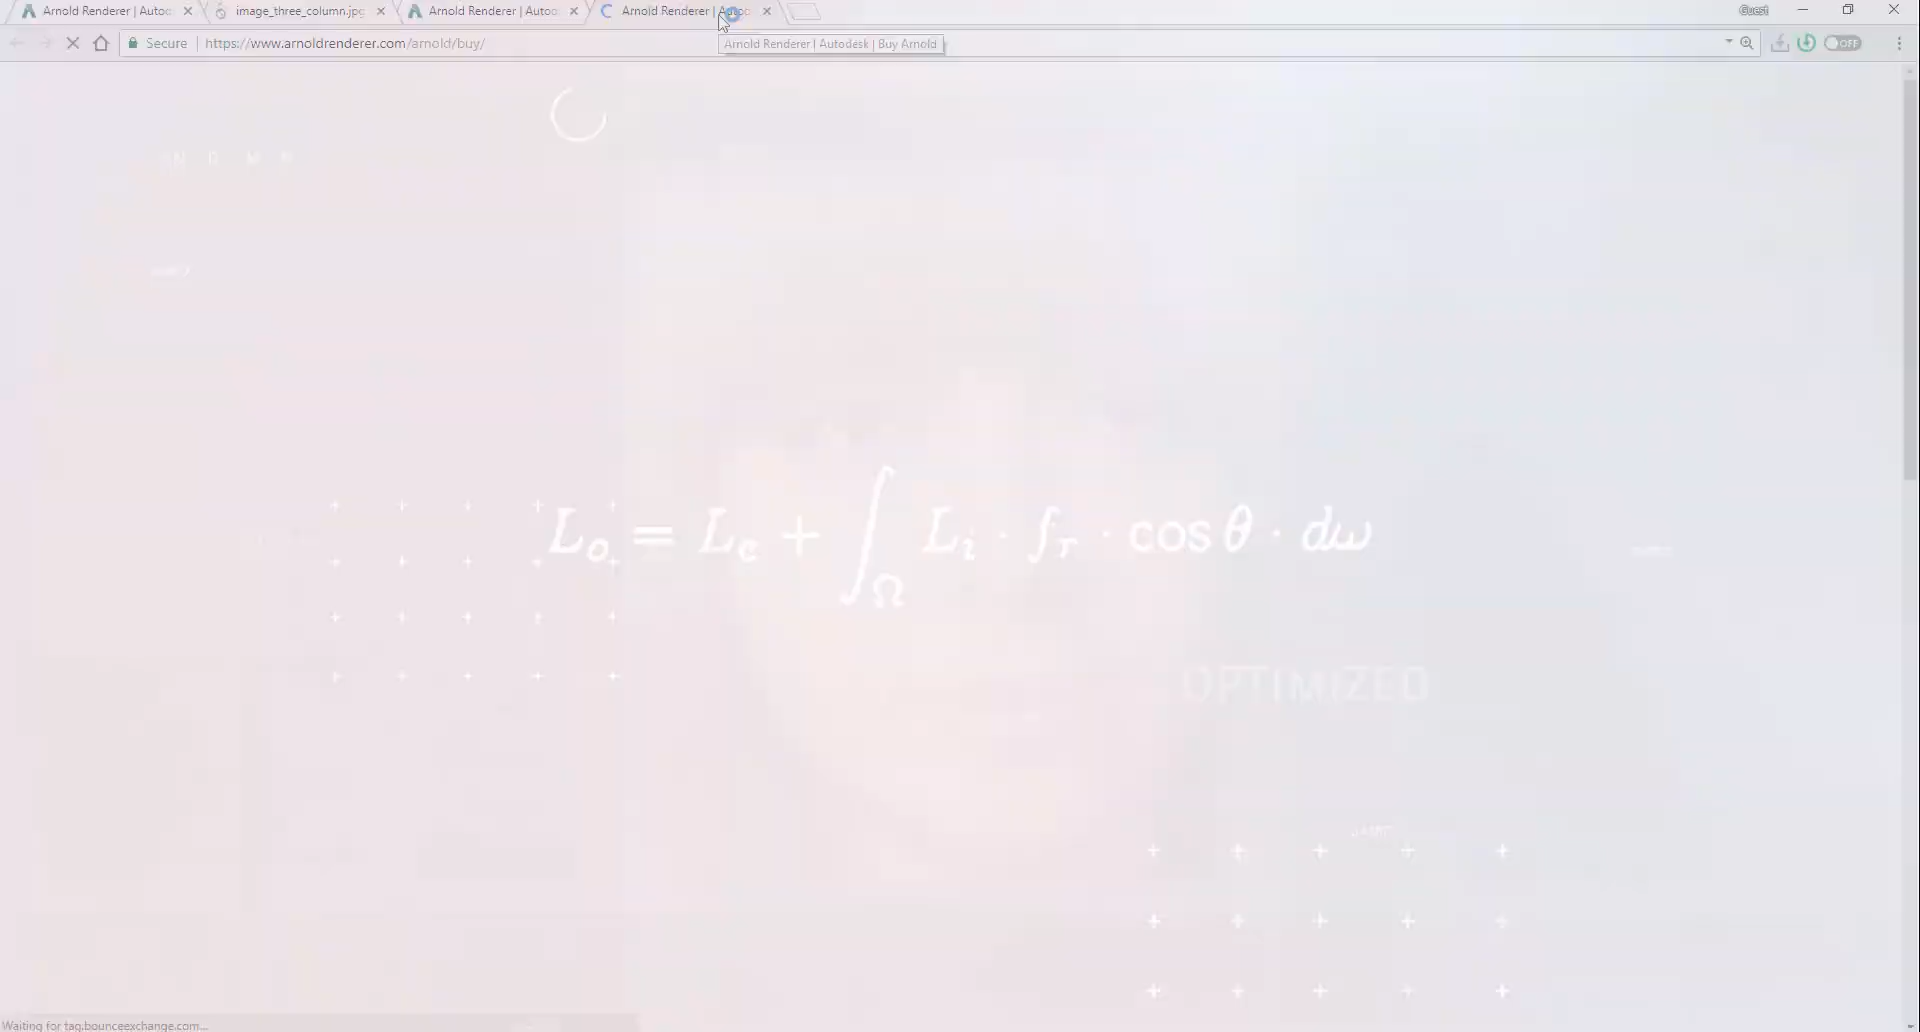 Arnold Renderer | Autoc
image_three_column.jpg
Arnold Renderer | Autoc
Arnold Renderer |
Guest
Secure
https://www.arnoldrenderer.com/arnold/buy/
OFF
Arnold Renderer | Autodesk | Buy Arnold
L_o = L_e + ∫_Ω L_i · f_r · cos θ · dω
OPTIMIZED
Waiting for tag.bounceexchange.com...